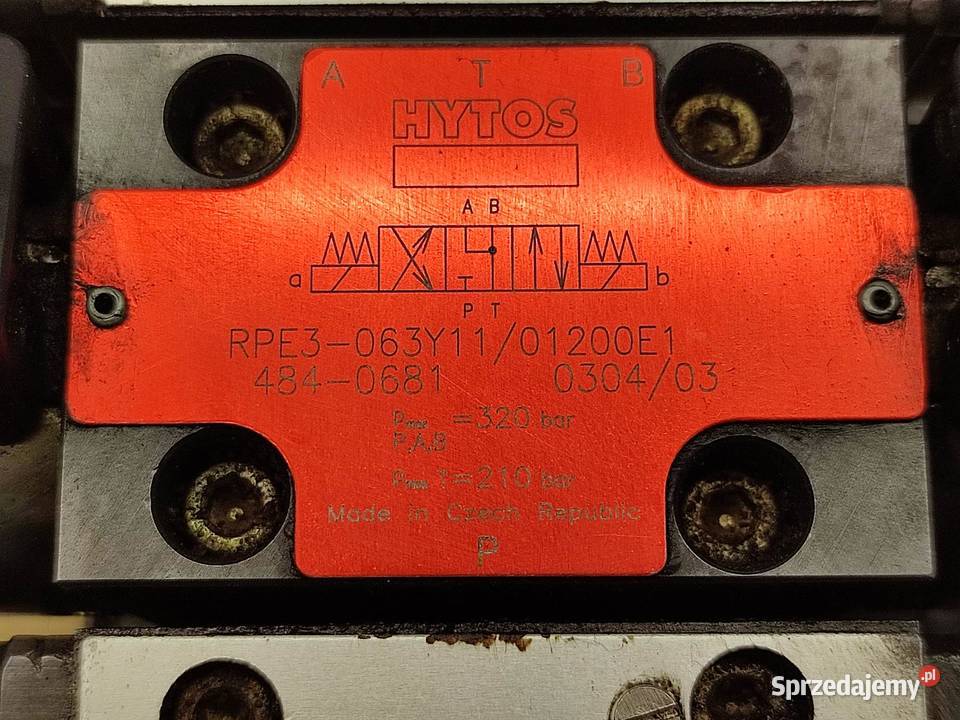 A T B
HYTOS
A B
a b
P T
RPE3-063Y11/01200E1
484-0681 0304/03
Pmax =320 bar
P,A,B
Pmax T=210 bar
Made in Czech Republic
P
Sprzedajemy.pl